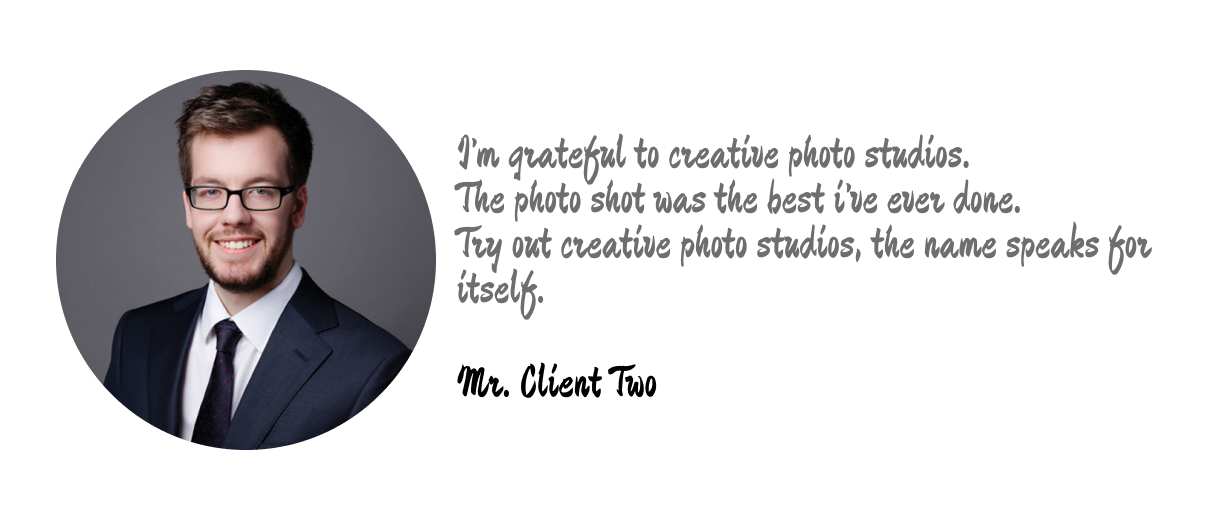 I'm grateful to creative photo studios.
The photo shot was the best i've ever done.
Try out creative photo studios, the name speaks for
itself.
Mr. Client Two